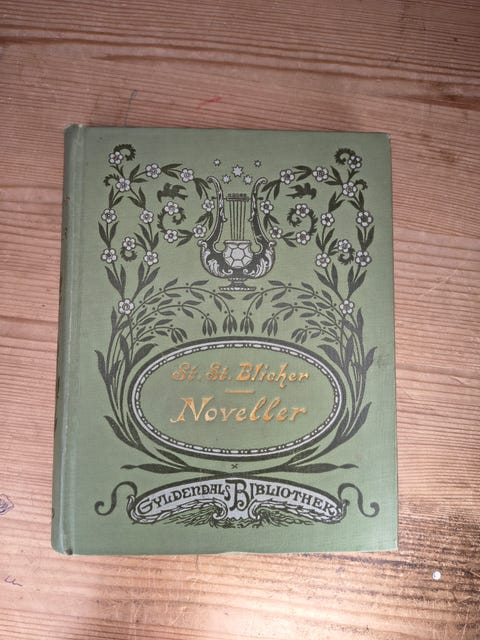 St. St. Blicher
Noveller
GYLDENDALS BIBLIOTHEK